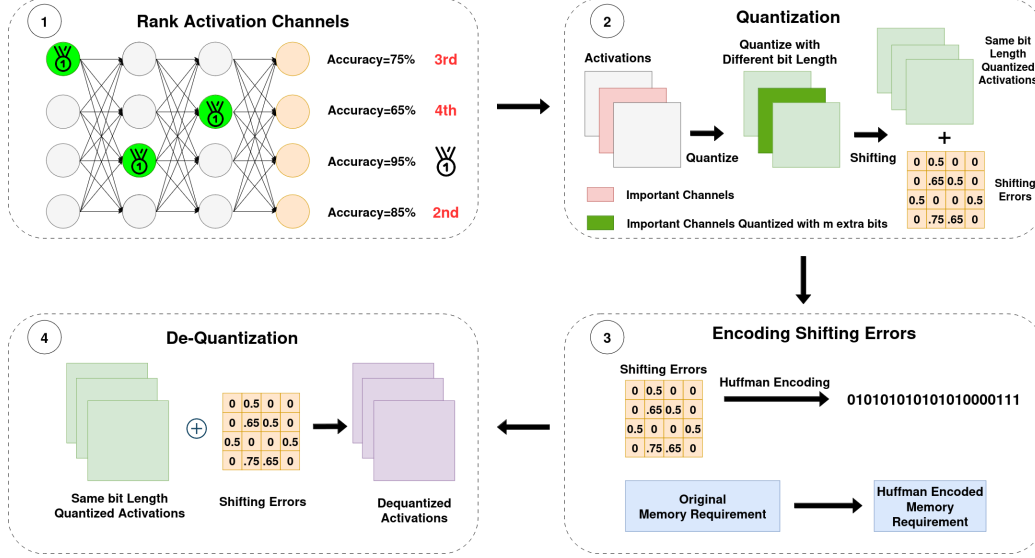 1
Rank Activation Channels
1
Accuracy=75% 3rd
1
Accuracy=65% 4th
1
Accuracy=95% 1
Accuracy=85% 2nd
2
Quantization
Activations
Quantize with
Different bit Length
Same bit
Length
Quantized
Activations
Quantize
Shifting
+
0 0.5 0 0
0 .65 0.5 0
0.5 0 0 0.5
0 .75 .65 0
Shifting
Errors
Important Channels
Important Channels Quantized with m extra bits
4
De-Quantization
+
0 0.5 0 0
0 .65 0.5 0
0.5 0 0 0.5
0 .75 .65 0
Same bit Length
Quantized Activations
Shifting Errors
Dequantized
Activations
3
Encoding Shifting Errors
Shifting Errors
0 0.5 0 0
0 .65 0.5 0
0.5 0 0 0.5
0 .75 .65 0
Huffman Encoding
010101010101010000111
Original
Memory Requirement
Huffman Encoded
Memory
Requirement